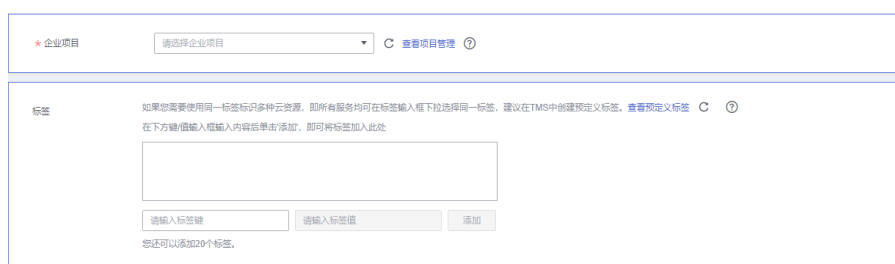 * 企业项目 请选择企业项目 查看项目管理 ?
标签 如果您需要使用同一标签标识多种云资源，即所有服务均可在标签输入框下拉选择同一标签，建议在TMS中创建预定义标签。查看预定义标签 ?
在下方键/值输入框输入内容后单击'添加'，即可将标签加入此处
请输入标签键 请输入标签值 添加
您还可以添加20个标签。